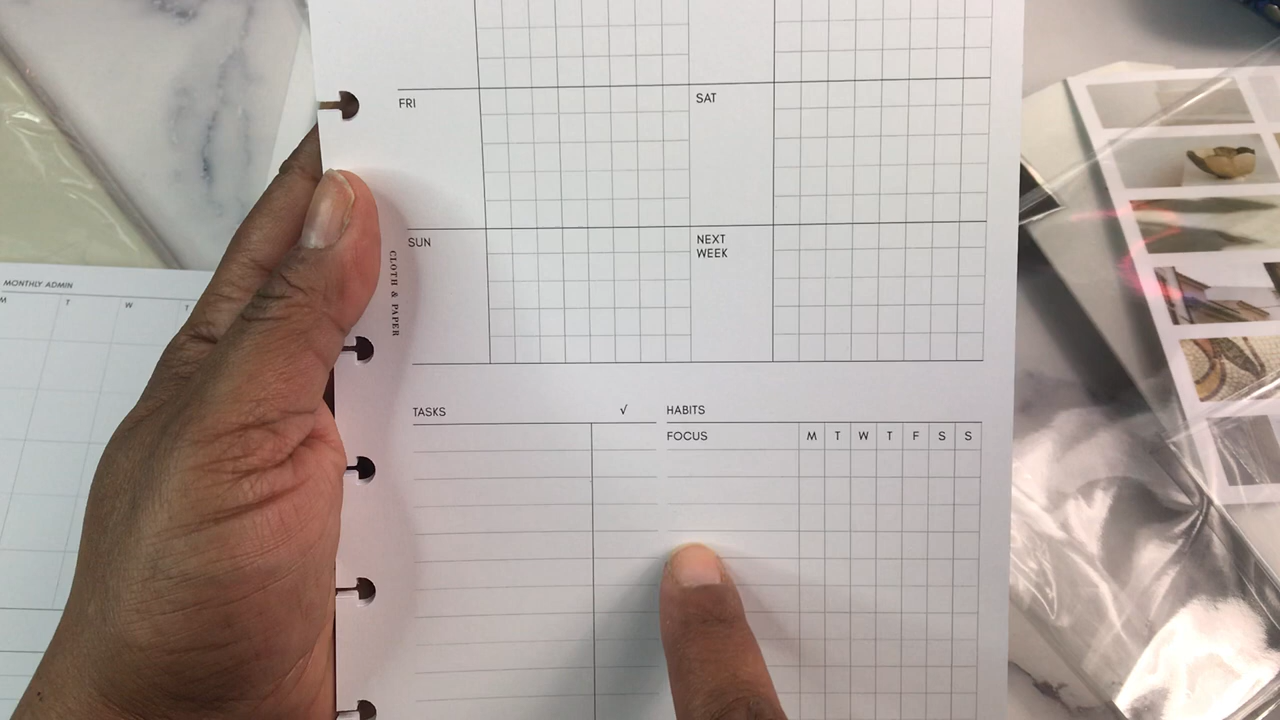 FRI
SAT
SUN
NEXT
WEEK
CLOTH & PAPER
MONTHLY ADMIN
M T W T
TASKS √
HABITS
FOCUS M T W T F S S